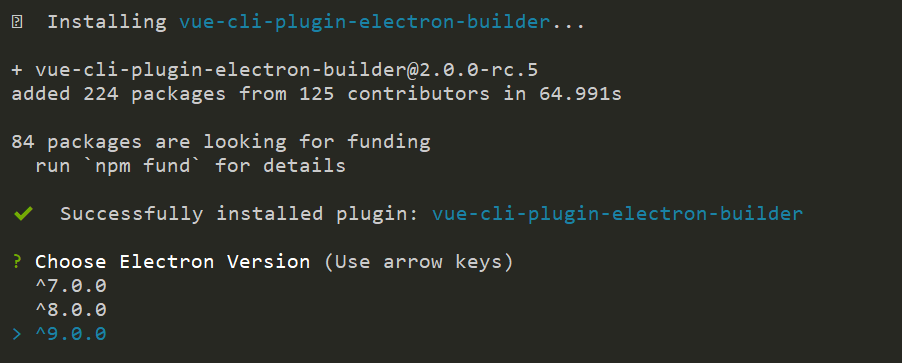 Installing vue-cli-plugin-electron-builder...
+ vue-cli-plugin-electron-builder@2.0.0-rc.5
added 224 packages from 125 contributors in 64.991s
84 packages are looking for funding
run `npm fund` for details
✔ Successfully installed plugin: vue-cli-plugin-electron-builder
? Choose Electron Version (Use arrow keys)
^7.0.0
^8.0.0
> ^9.0.0